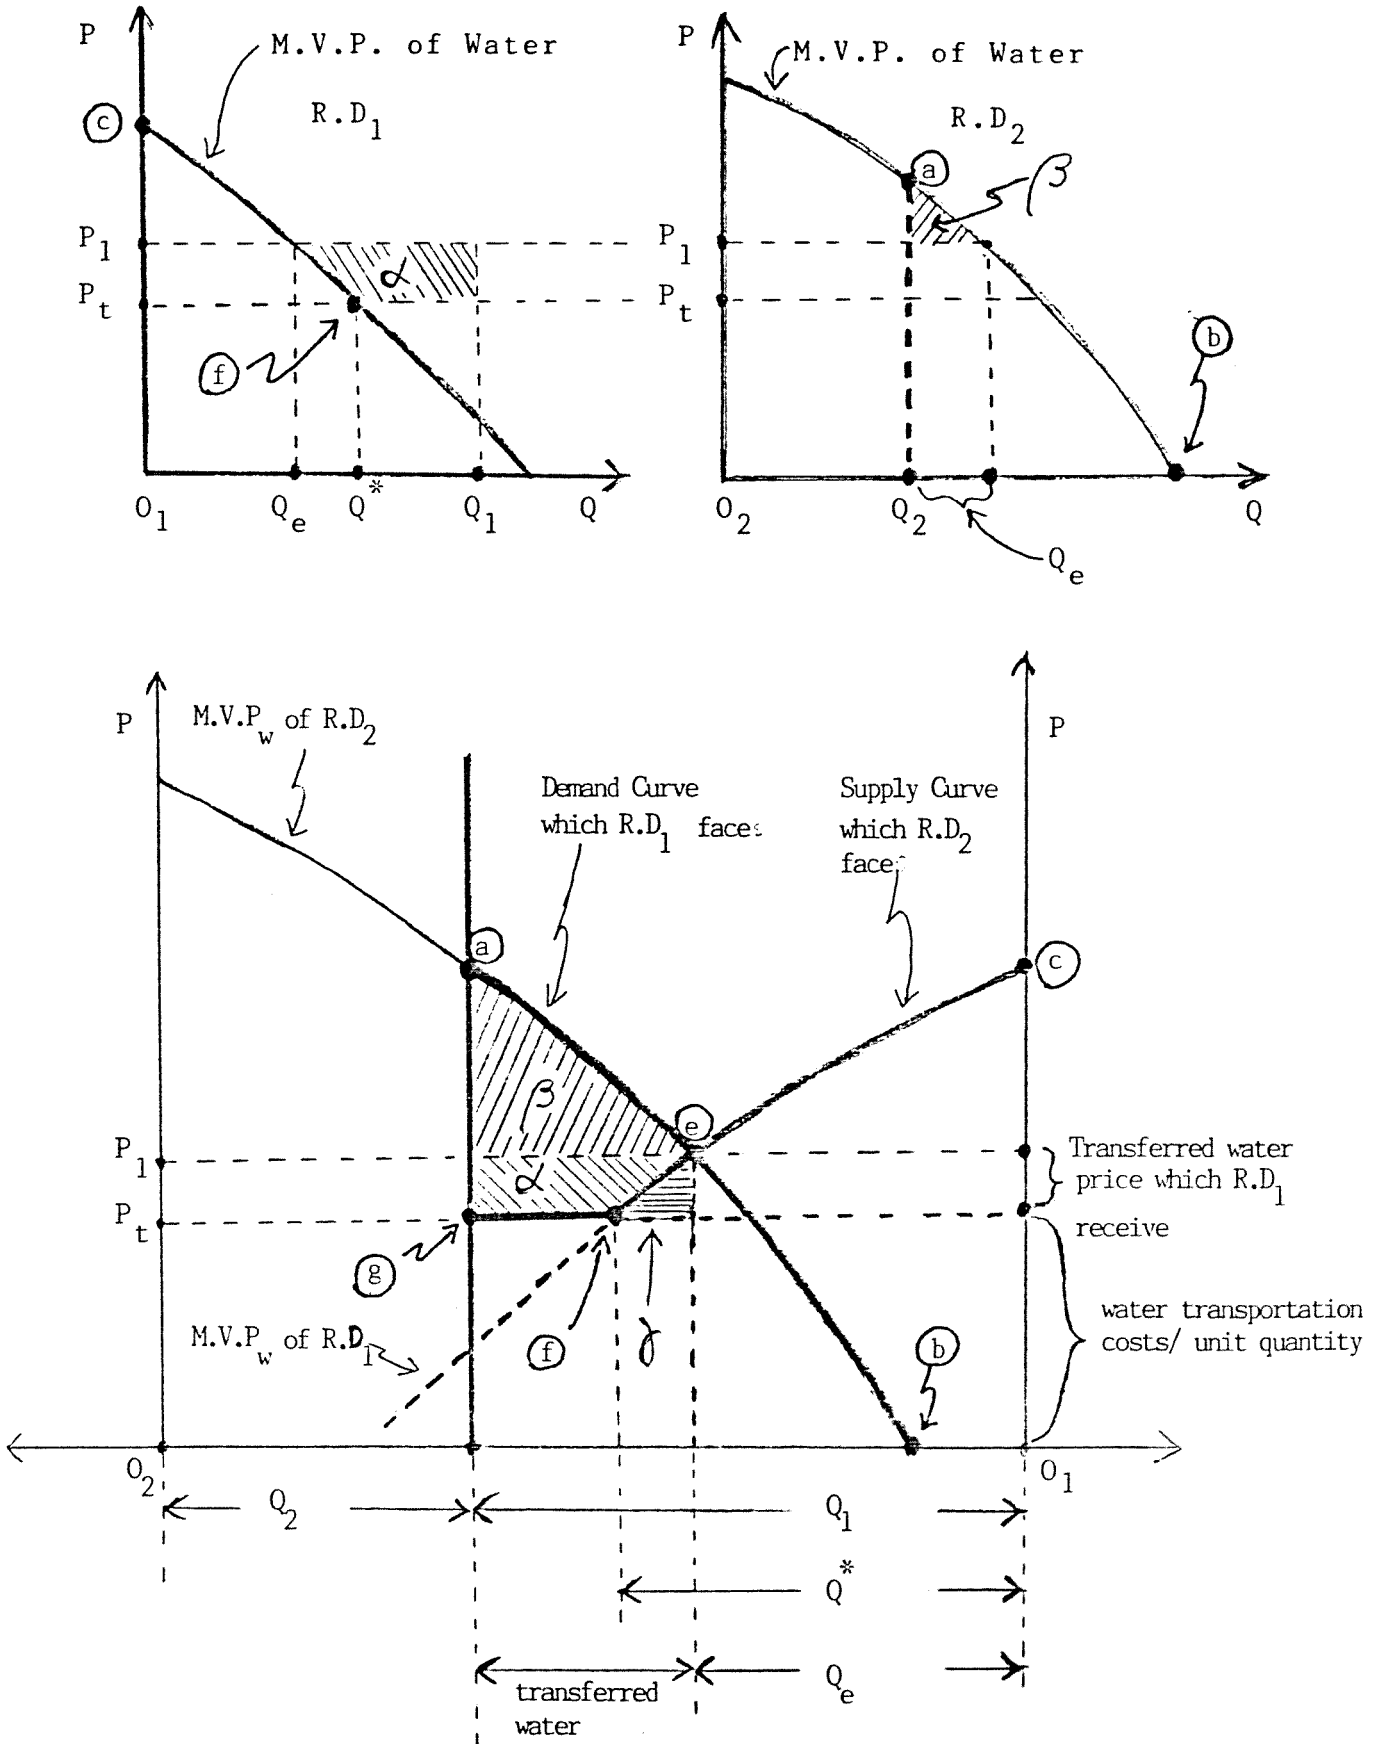 P
M.V.P. of Water
R.D1
c
P1
Pt
α
f
O1
Qe
Q*
Q1
Q
P
M.V.P. of Water
R.D2
a
β
P1
Pt
b
O2
Q2
Q
Qe
P
M.V.Pw of R.D2
Demand Curve
which R.D1 faces
Supply Curve
which R.D2
faces
P
a
c
β
e
P1
α
Transferred water
price which R.D1
receive
Pt
g
M.V.Pw of R.D1
f
γ
b
water transportation
costs/ unit quantity
O2
O1
Q2
Q1
Q*
Qe
transferred
water